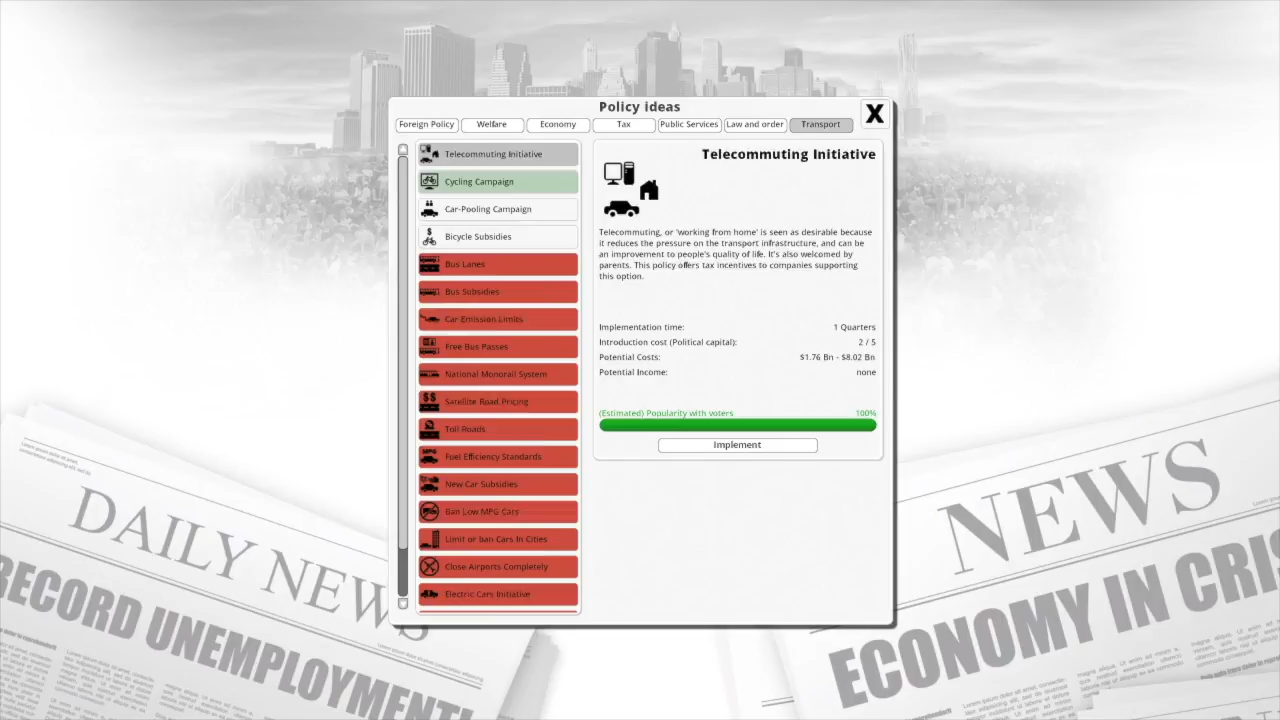 Policy ideas
X
Foreign Policy
Welfare
Economy
Tax
Public Services
Law and order
Transport
Telecommuting Initiative
Cycling Campaign
Car-Pooling Campaign
Bicycle Subsidies
Bus Lanes
Bus Subsidies
Car Emission Limits
Free Bus Passes
National Monorail System
Satellite Road Pricing
Toll Roads
Fuel Efficiency Standards
New Car Subsidies
Ban Low MPG Cars
Limit or ban Cars In Cities
Close Airports Completely
Electric Cars Initiative
Telecommuting Initiative
Telecommuting, or 'working from home' is seen as desirable because
it reduces the pressure on the transport infrastructure, and can be
an improvement to people's quality of life. It's also welcomed by
parents. This policy offers tax incentives to companies supporting
this option.
Implementation time: 1 Quarters
Introduction cost (Political capital): 2 / 5
Potential Costs: $1.76 Bn - $8.02 Bn
Potential Income: none
(Estimated) Popularity with voters 100%
Implement
DAILY NEWS
RECORD UNEMPLOYMENT!
NEWS
ECONOMY IN CRIS